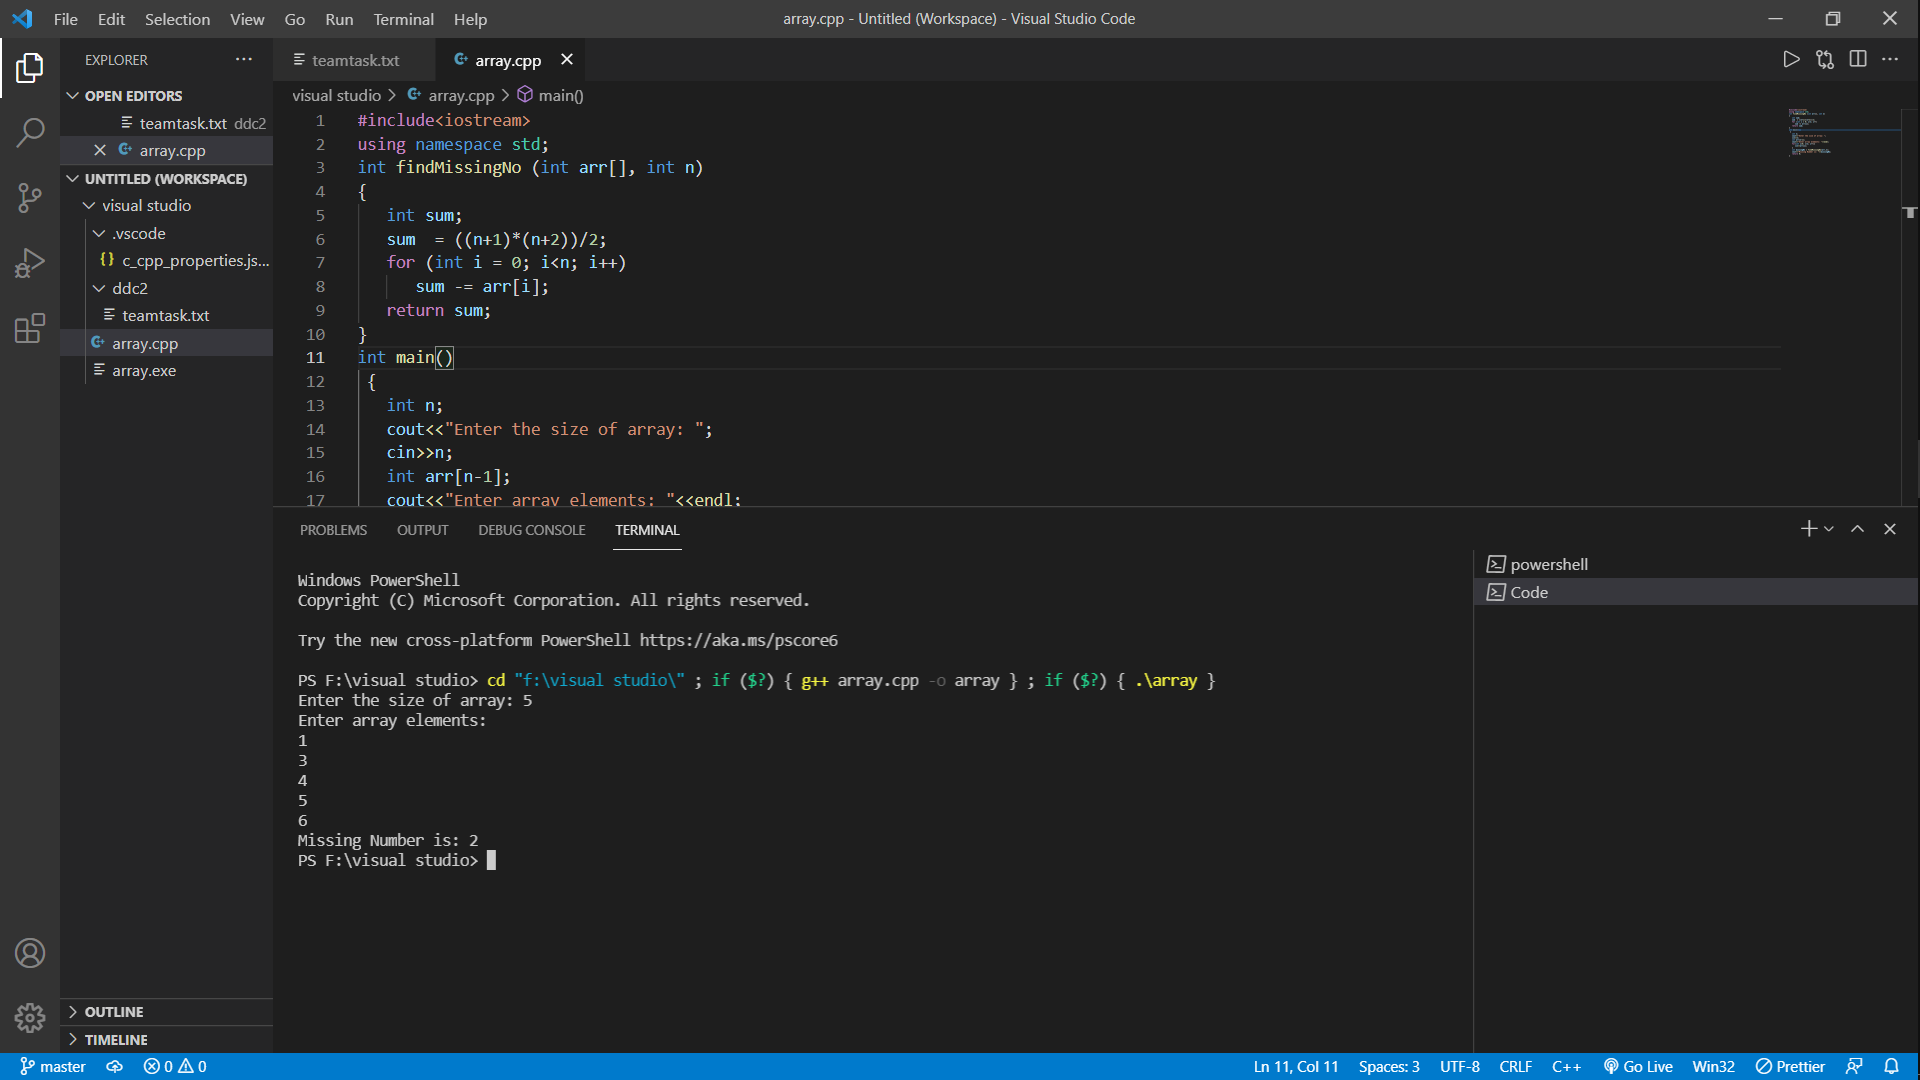 File Edit Selection View Go Run Terminal Help
array.cpp - Untitled (Workspace) - Visual Studio Code
EXPLORER
OPEN EDITORS
teamtask.txt ddc2
array.cpp
UNTITLED (WORKSPACE)
visual studio
.vscode
{} c_cpp_properties.js...
ddc2
teamtask.txt
array.cpp
array.exe
OUTLINE
TIMELINE
teamtask.txt
array.cpp
visual studio > array.cpp > main()
1 #include<iostream>
2 using namespace std;
3 int findMissingNo (int arr[], int n)
4 {
5 int sum;
6 sum = ((n+1)*(n+2))/2;
7 for (int i = 0; i<n; i++)
8 sum -= arr[i];
9 return sum;
10 }
11 int main()
12 {
13 int n;
14 cout<<"Enter the size of array: ";
15 cin>>n;
16 int arr[n-1];
17 cout<<"Enter array elements: "<<endl;
PROBLEMS OUTPUT DEBUG CONSOLE TERMINAL
Windows PowerShell
Copyright (C) Microsoft Corporation. All rights reserved.
Try the new cross-platform PowerShell https://aka.ms/pscore6
PS F:\visual studio> cd "f:\visual studio\" ; if ($?) { g++ array.cpp -o array } ; if ($?) { .\array }
Enter the size of array: 5
Enter array elements:
1
3
4
5
6
Missing Number is: 2
PS F:\visual studio>
powershell
Code
master
0 0
Ln 11, Col 11 Spaces: 3 UTF-8 CRLF C++ Go Live Win32 Prettier